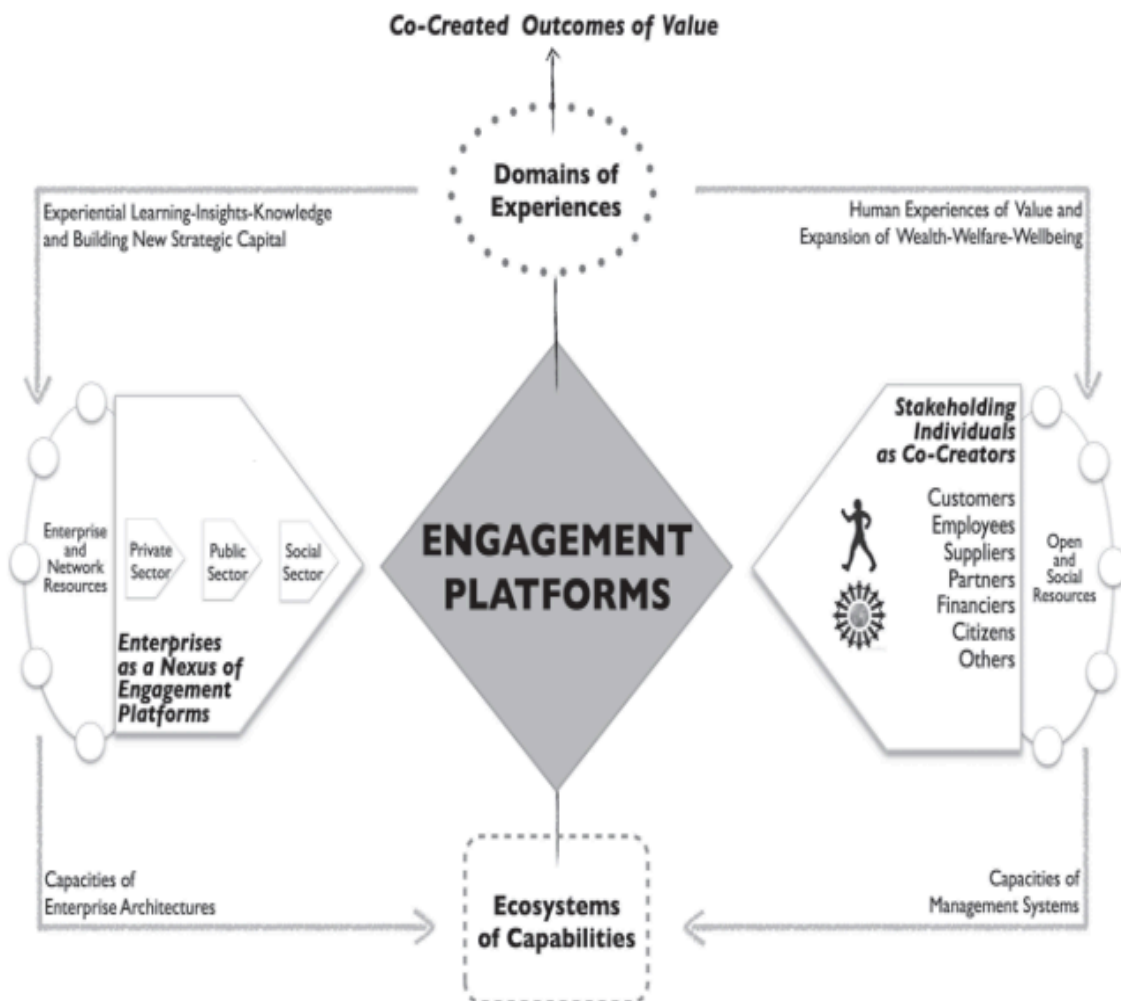 Co-Created Outcomes of Value
Domains of
Experiences
Experiential Learning-Insights-Knowledge
and Building New Strategic Capital
Human Experiences of Value and
Expansion of Wealth-Welfare-Wellbeing
Enterprise
and
Network
Resources
Private
Sector
Public
Sector
Social
Sector
Enterprises
as a Nexus of
Engagement
Platforms
ENGAGEMENT
PLATFORMS
Stakeholding
Individuals
as Co-Creators
Customers
Employees
Suppliers
Partners
Financiers
Citizens
Others
Open
and
Social
Resources
Capacities of
Enterprise Architectures
Ecosystems
of Capabilities
Capacities of
Management Systems